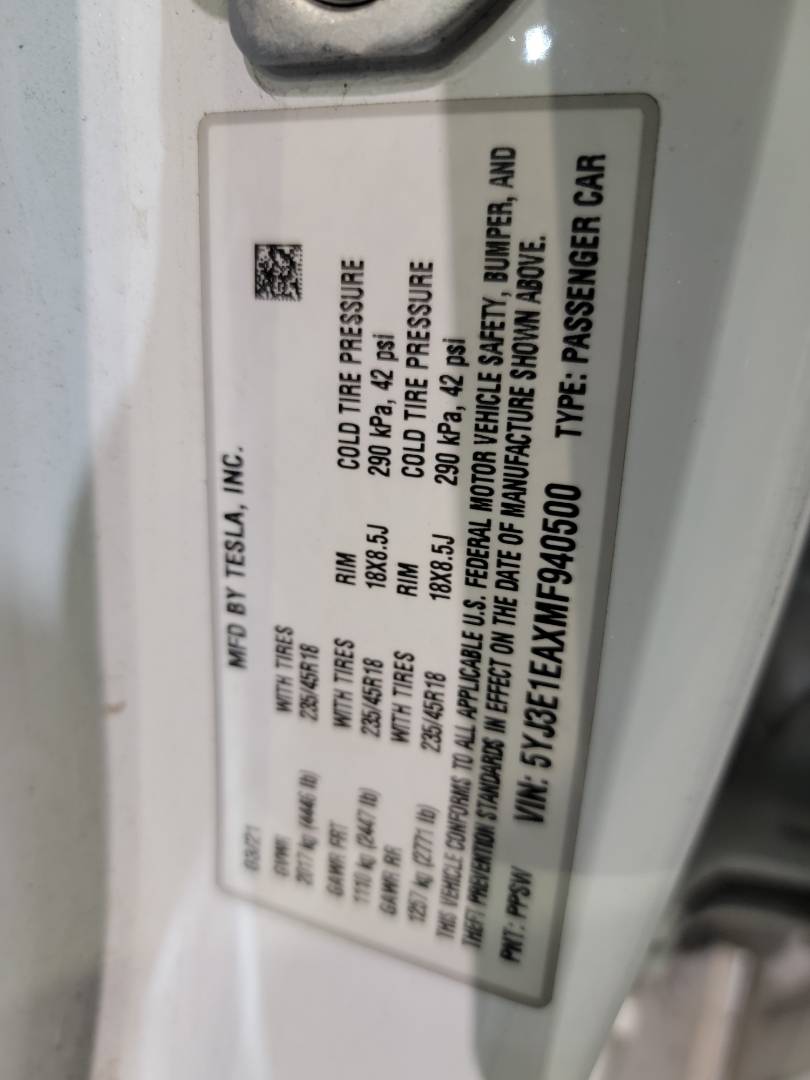 MFD BY TESLA, INC.
03/21
GVWR WITH TIRES
2017 kg (4446 lb) 235/45R18
GAWR FRT WITH TIRES RIM COLD TIRE PRESSURE
1110 kg (2447 lb) 235/45R18 18X8.5J 290 kPa, 42 psi
GAWR RR WITH TIRES RIM COLD TIRE PRESSURE
1257 kg (2771 lb) 235/45R18 18X8.5J 290 kPa, 42 psi
THIS VEHICLE CONFORMS TO ALL APPLICABLE U.S. FEDERAL MOTOR VEHICLE SAFETY, BUMPER, AND
THEFT PREVENTION STANDARDS IN EFFECT ON THE DATE OF MANUFACTURE SHOWN ABOVE.
PNT: PPSW VIN: 5YJ3E1EAXMF940500 TYPE: PASSENGER CAR